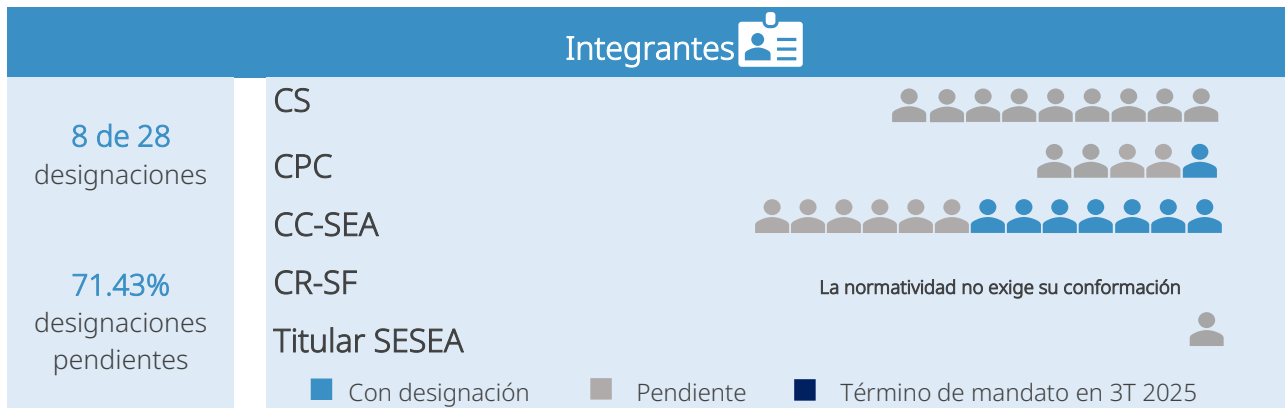 Integrantes
8 de 28
designaciones
71.43%
designaciones
pendientes
CS
CPC
CC-SEA
CR-SF
La normatividad no exige su conformación
Titular SESEA
Con designación
Pendiente
Término de mandato en 3T 2025